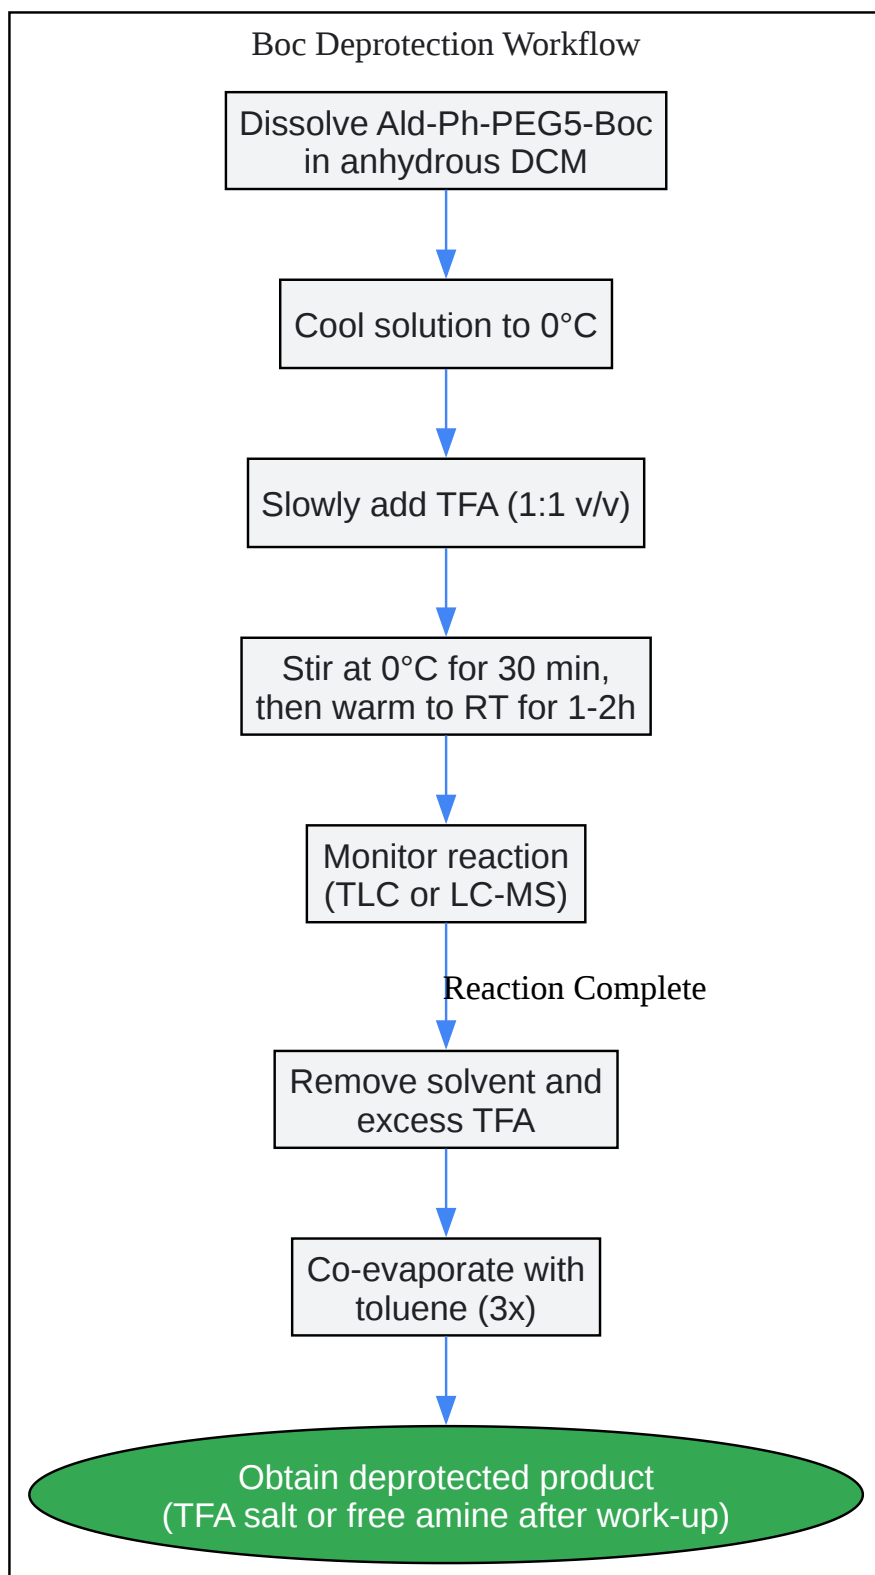 Boc Deprotection Workflow
Dissolve Ald-Ph-PEG5-Boc
in anhydrous DCM
Cool solution to 0°C
Slowly add TFA (1:1 v/v)
Stir at 0°C for 30 min,
then warm to RT for 1-2h
Monitor reaction
(TLC or LC-MS)
Reaction Complete
Remove solvent and
excess TFA
Co-evaporate with
toluene (3x)
Obtain deprotected product
(TFA salt or free amine after work-up)